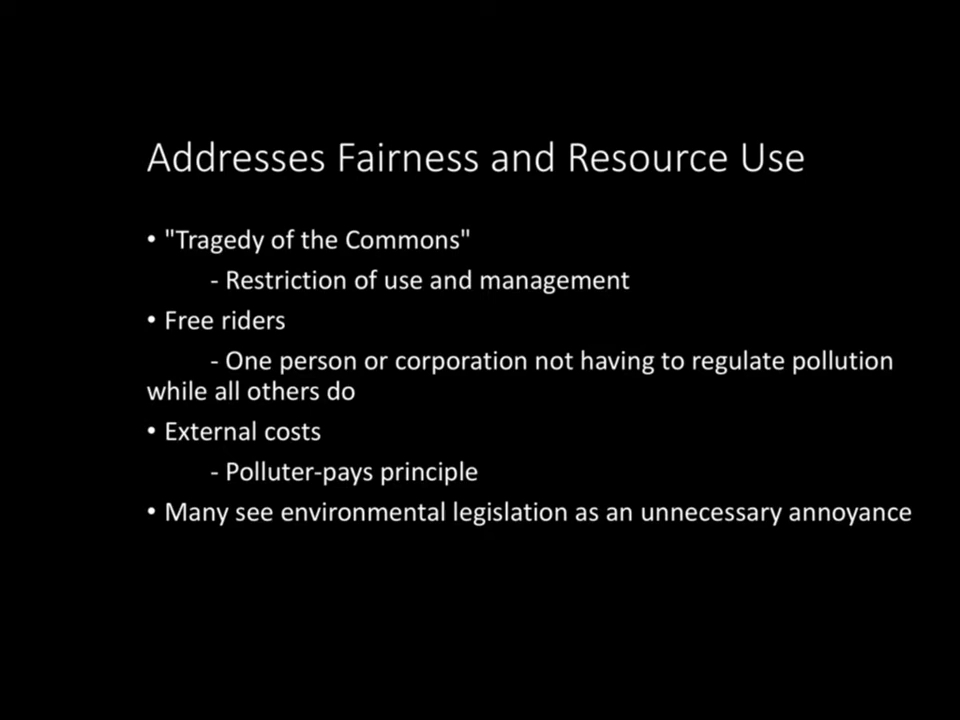 Addresses Fairness and Resource Use
• "Tragedy of the Commons"
- Restriction of use and management
• Free riders
- One person or corporation not having to regulate pollution
while all others do
• External costs
- Polluter-pays principle
• Many see environmental legislation as an unnecessary annoyance